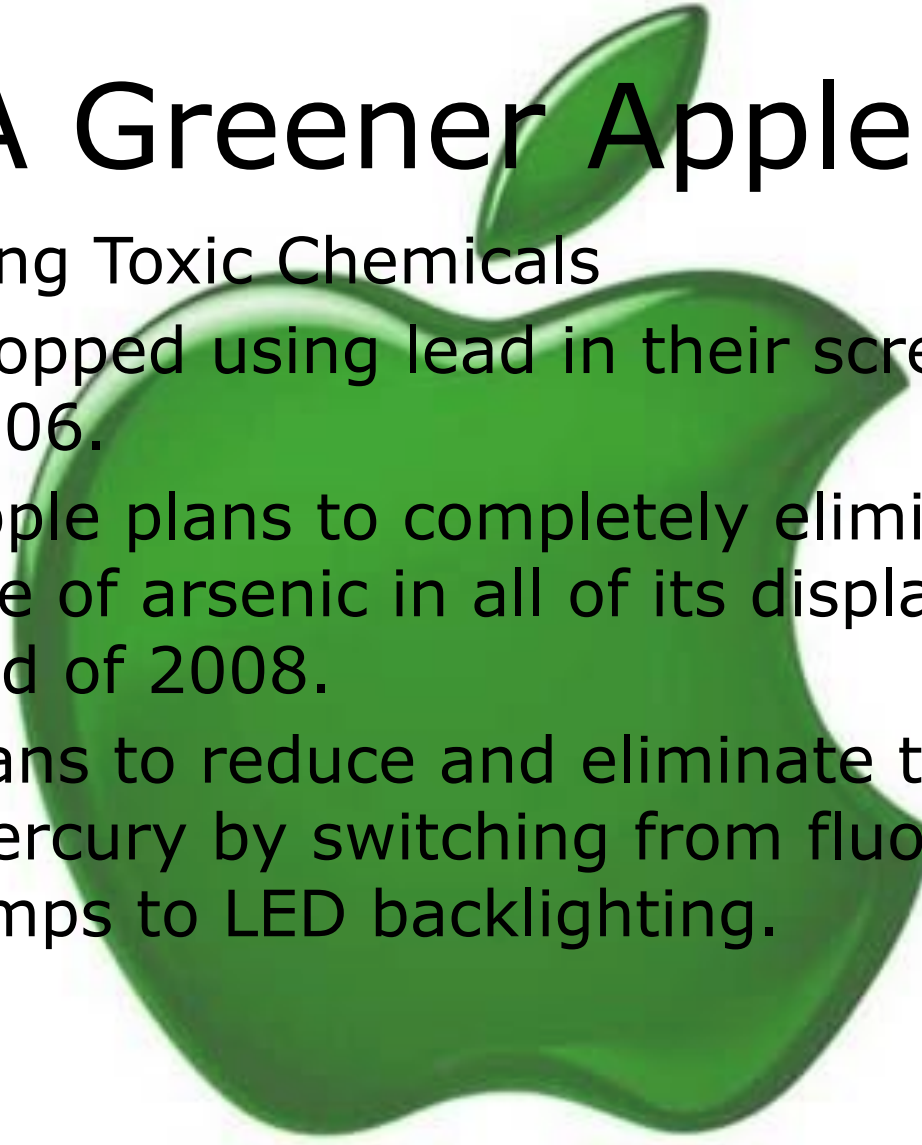 A Greener Apple
ng Toxic Chemicals
opped using lead in their scre
06.
ple plans to completely elimi
e of arsenic in all of its displa
d of 2008.
ans to reduce and eliminate t
ercury by switching from fluo
mps to LED backlighting.